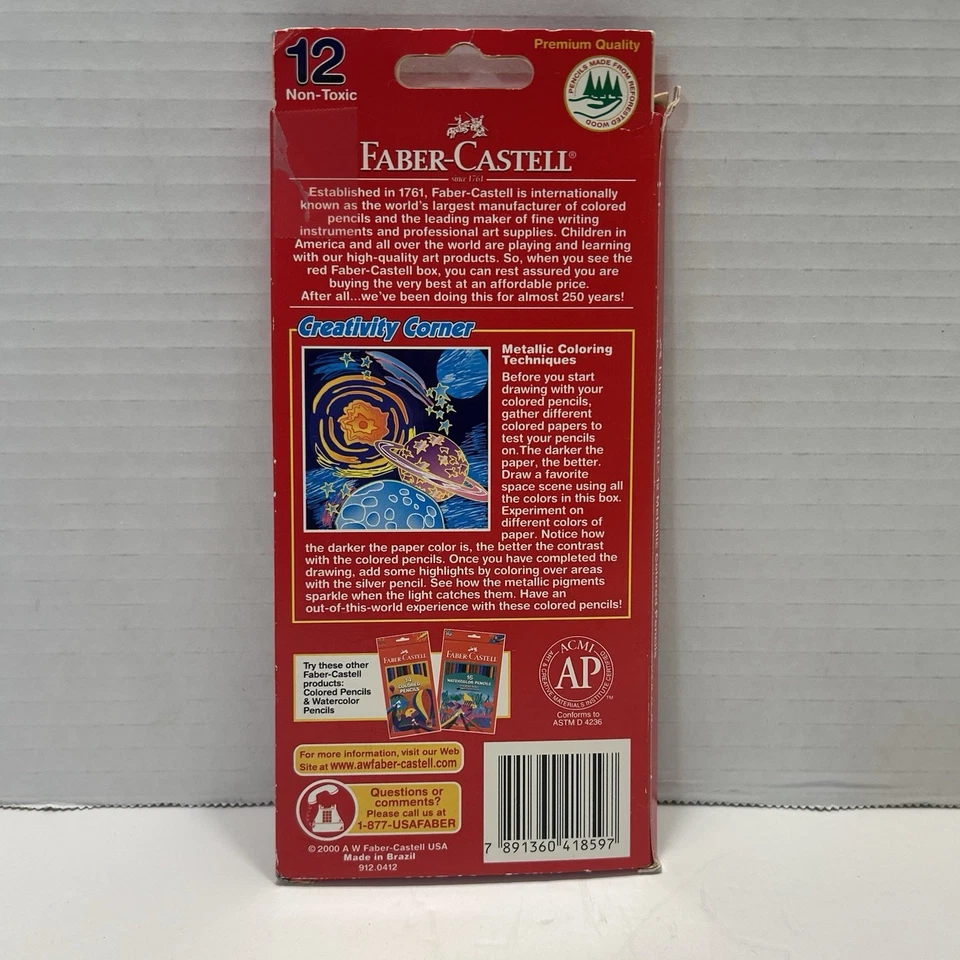 12
Non-Toxic
Premium Quality
PENCILS MADE FROM REFORESTED WOOD
FABER-CASTELL®
since 1761
Established in 1761, Faber-Castell is internationally
known as the world's largest manufacturer of colored
pencils and the leading maker of fine writing
instruments and professional art supplies. Children in
America and all over the world are playing and learning
with our high-quality art products. So, when you see the
red Faber-Castell box, you can rest assured you are
buying the very best at an affordable price.
After all...we've been doing this for almost 250 years!
Creativity Corner
Metallic Coloring
Techniques
Before you start
drawing with your
colored pencils,
gather different
colored papers to
test your pencils
on.The darker the
paper, the better.
Draw a favorite
space scene using all
the colors in this box.
Experiment on
different colors of
paper. Notice how
the darker the paper color is, the better the contrast
with the colored pencils. Once you have completed the
drawing, add some highlights by coloring over areas
with the silver pencil. See how the metallic pigments
sparkle when the light catches them. Have an
out-of-this-world experience with these colored pencils!
Try these other
Faber-Castell
products:
Colored Pencils
& Watercolor
Pencils
FABER-CASTELL
COLORED
PENCILS
FABER-CASTELL
WATERCOLOR PENCILS
ACMI
AP
ART & CREATIVE MATERIALS INSTITUTE CERTIFIED
™
Conforms to
ASTM D 4236
For more information, visit our Web
Site at www.awfaber-castell.com
Questions or
comments?
Please call us at
1-877-USAFABER
© 2000 A W Faber-Castell USA
Made in Brazil
912.0412
7 891360 418597